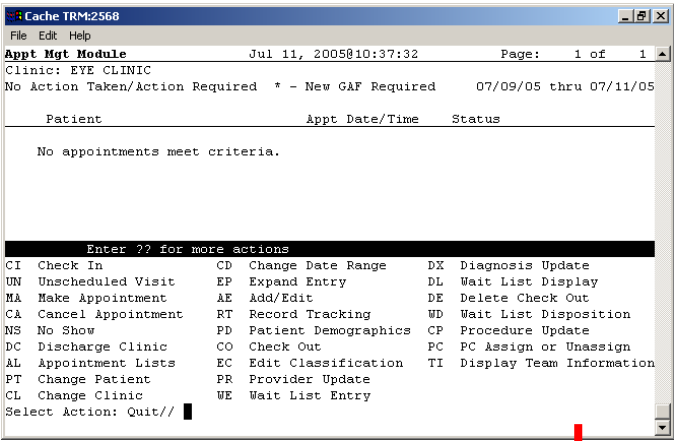 Cache TRM:2568
File Edit Help
Appt Mgt Module Jul 11, 2005@10:37:32 Page: 1 of 1
Clinic: EYE CLINIC
No Action Taken/Action Required * - New GAF Required 07/09/05 thru 07/11/05
Patient Appt Date/Time Status
No appointments meet criteria.
Enter ?? for more actions
CI Check In CD Change Date Range DX Diagnosis Update
UN Unscheduled Visit EP Expand Entry DL Wait List Display
MA Make Appointment AE Add/Edit DE Delete Check Out
CA Cancel Appointment RT Record Tracking WD Wait List Disposition
NS No Show PD Patient Demographics CP Procedure Update
DC Discharge Clinic CO Check Out PC PC Assign or Unassign
AL Appointment Lists EC Edit Classification TI Display Team Information
PT Change Patient PR Provider Update
CL Change Clinic WE Wait List Entry
Select Action: Quit//